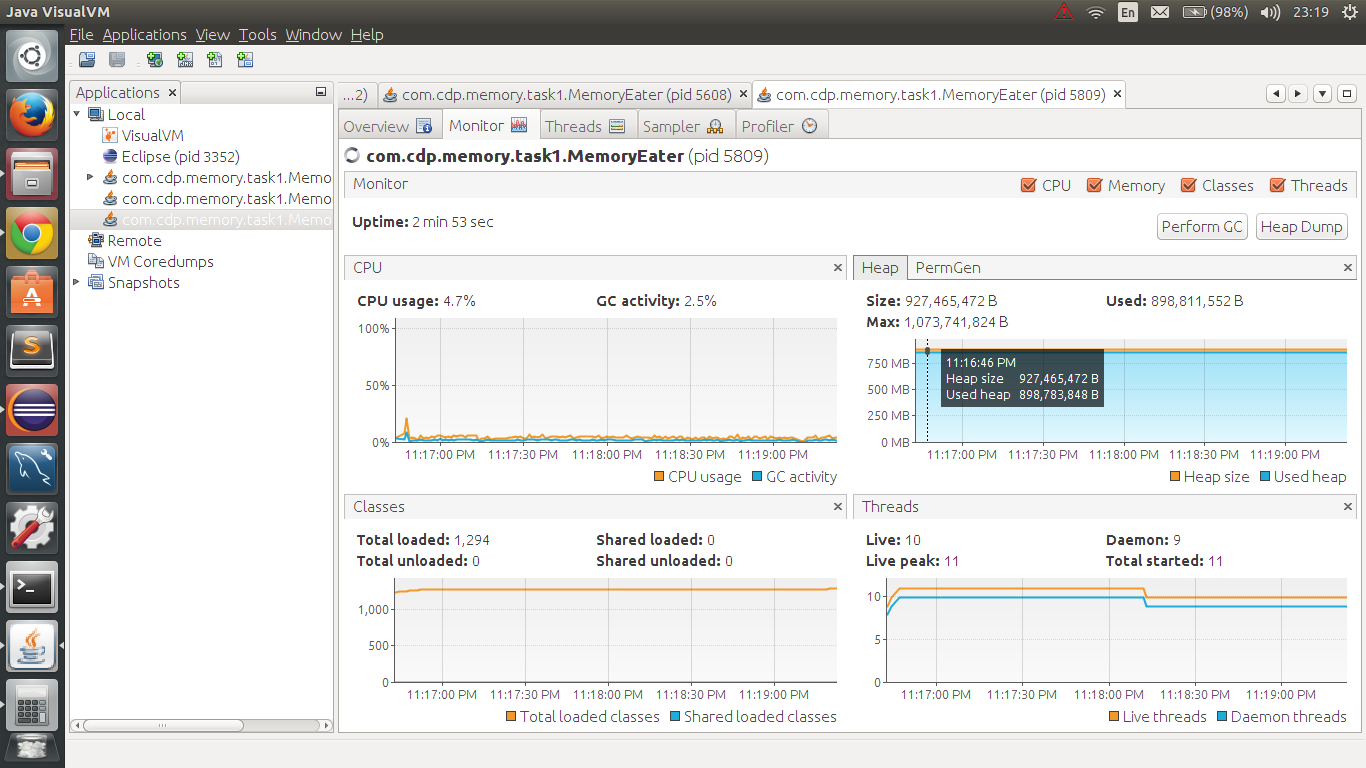 Java VisualVM
En
(98%)
23:19
File Applications View Tools Window Help
Applications
Local
VisualVM
Eclipse (pid 3352)
com.cdp.memory.task1.Memo
com.cdp.memory.task1.Memo
com.cdp.memory.task1.Memo
Remote
VM Coredumps
Snapshots
...2)
com.cdp.memory.task1.MemoryEater (pid 5608)
com.cdp.memory.task1.MemoryEater (pid 5809)
Overview Monitor Threads Sampler Profiler
com.cdp.memory.task1.MemoryEater (pid 5809)
Monitor
CPU Memory Classes Threads
Uptime: 2 min 53 sec
Perform GC Heap Dump
CPU
CPU usage: 4.7% GC activity: 2.5%
100%
50%
0%
11:17:00 PM 11:17:30 PM 11:18:00 PM 11:18:30 PM 11:19:00 PM
CPU usage GC activity
Heap PermGen
Size: 927,465,472 B Used: 898,811,552 B
Max: 1,073,741,824 B
750 MB
500 MB
250 MB
0 MB
11:16:46 PM
Heap size 927,465,472 B
Used heap 898,783,848 B
11:17:00 PM 11:17:30 PM 11:18:00 PM 11:18:30 PM 11:19:00 PM
Heap size Used heap
Classes
Total loaded: 1,294 Shared loaded: 0
Total unloaded: 0 Shared unloaded: 0
1,000
500
0
11:17:00 PM 11:17:30 PM 11:18:00 PM 11:18:30 PM 11:19:00 PM
Total loaded classes Shared loaded classes
Threads
Live: 10 Daemon: 9
Live peak: 11 Total started: 11
10
5
0
11:17:00 PM 11:17:30 PM 11:18:00 PM 11:18:30 PM 11:19:00 PM
Live threads Daemon threads